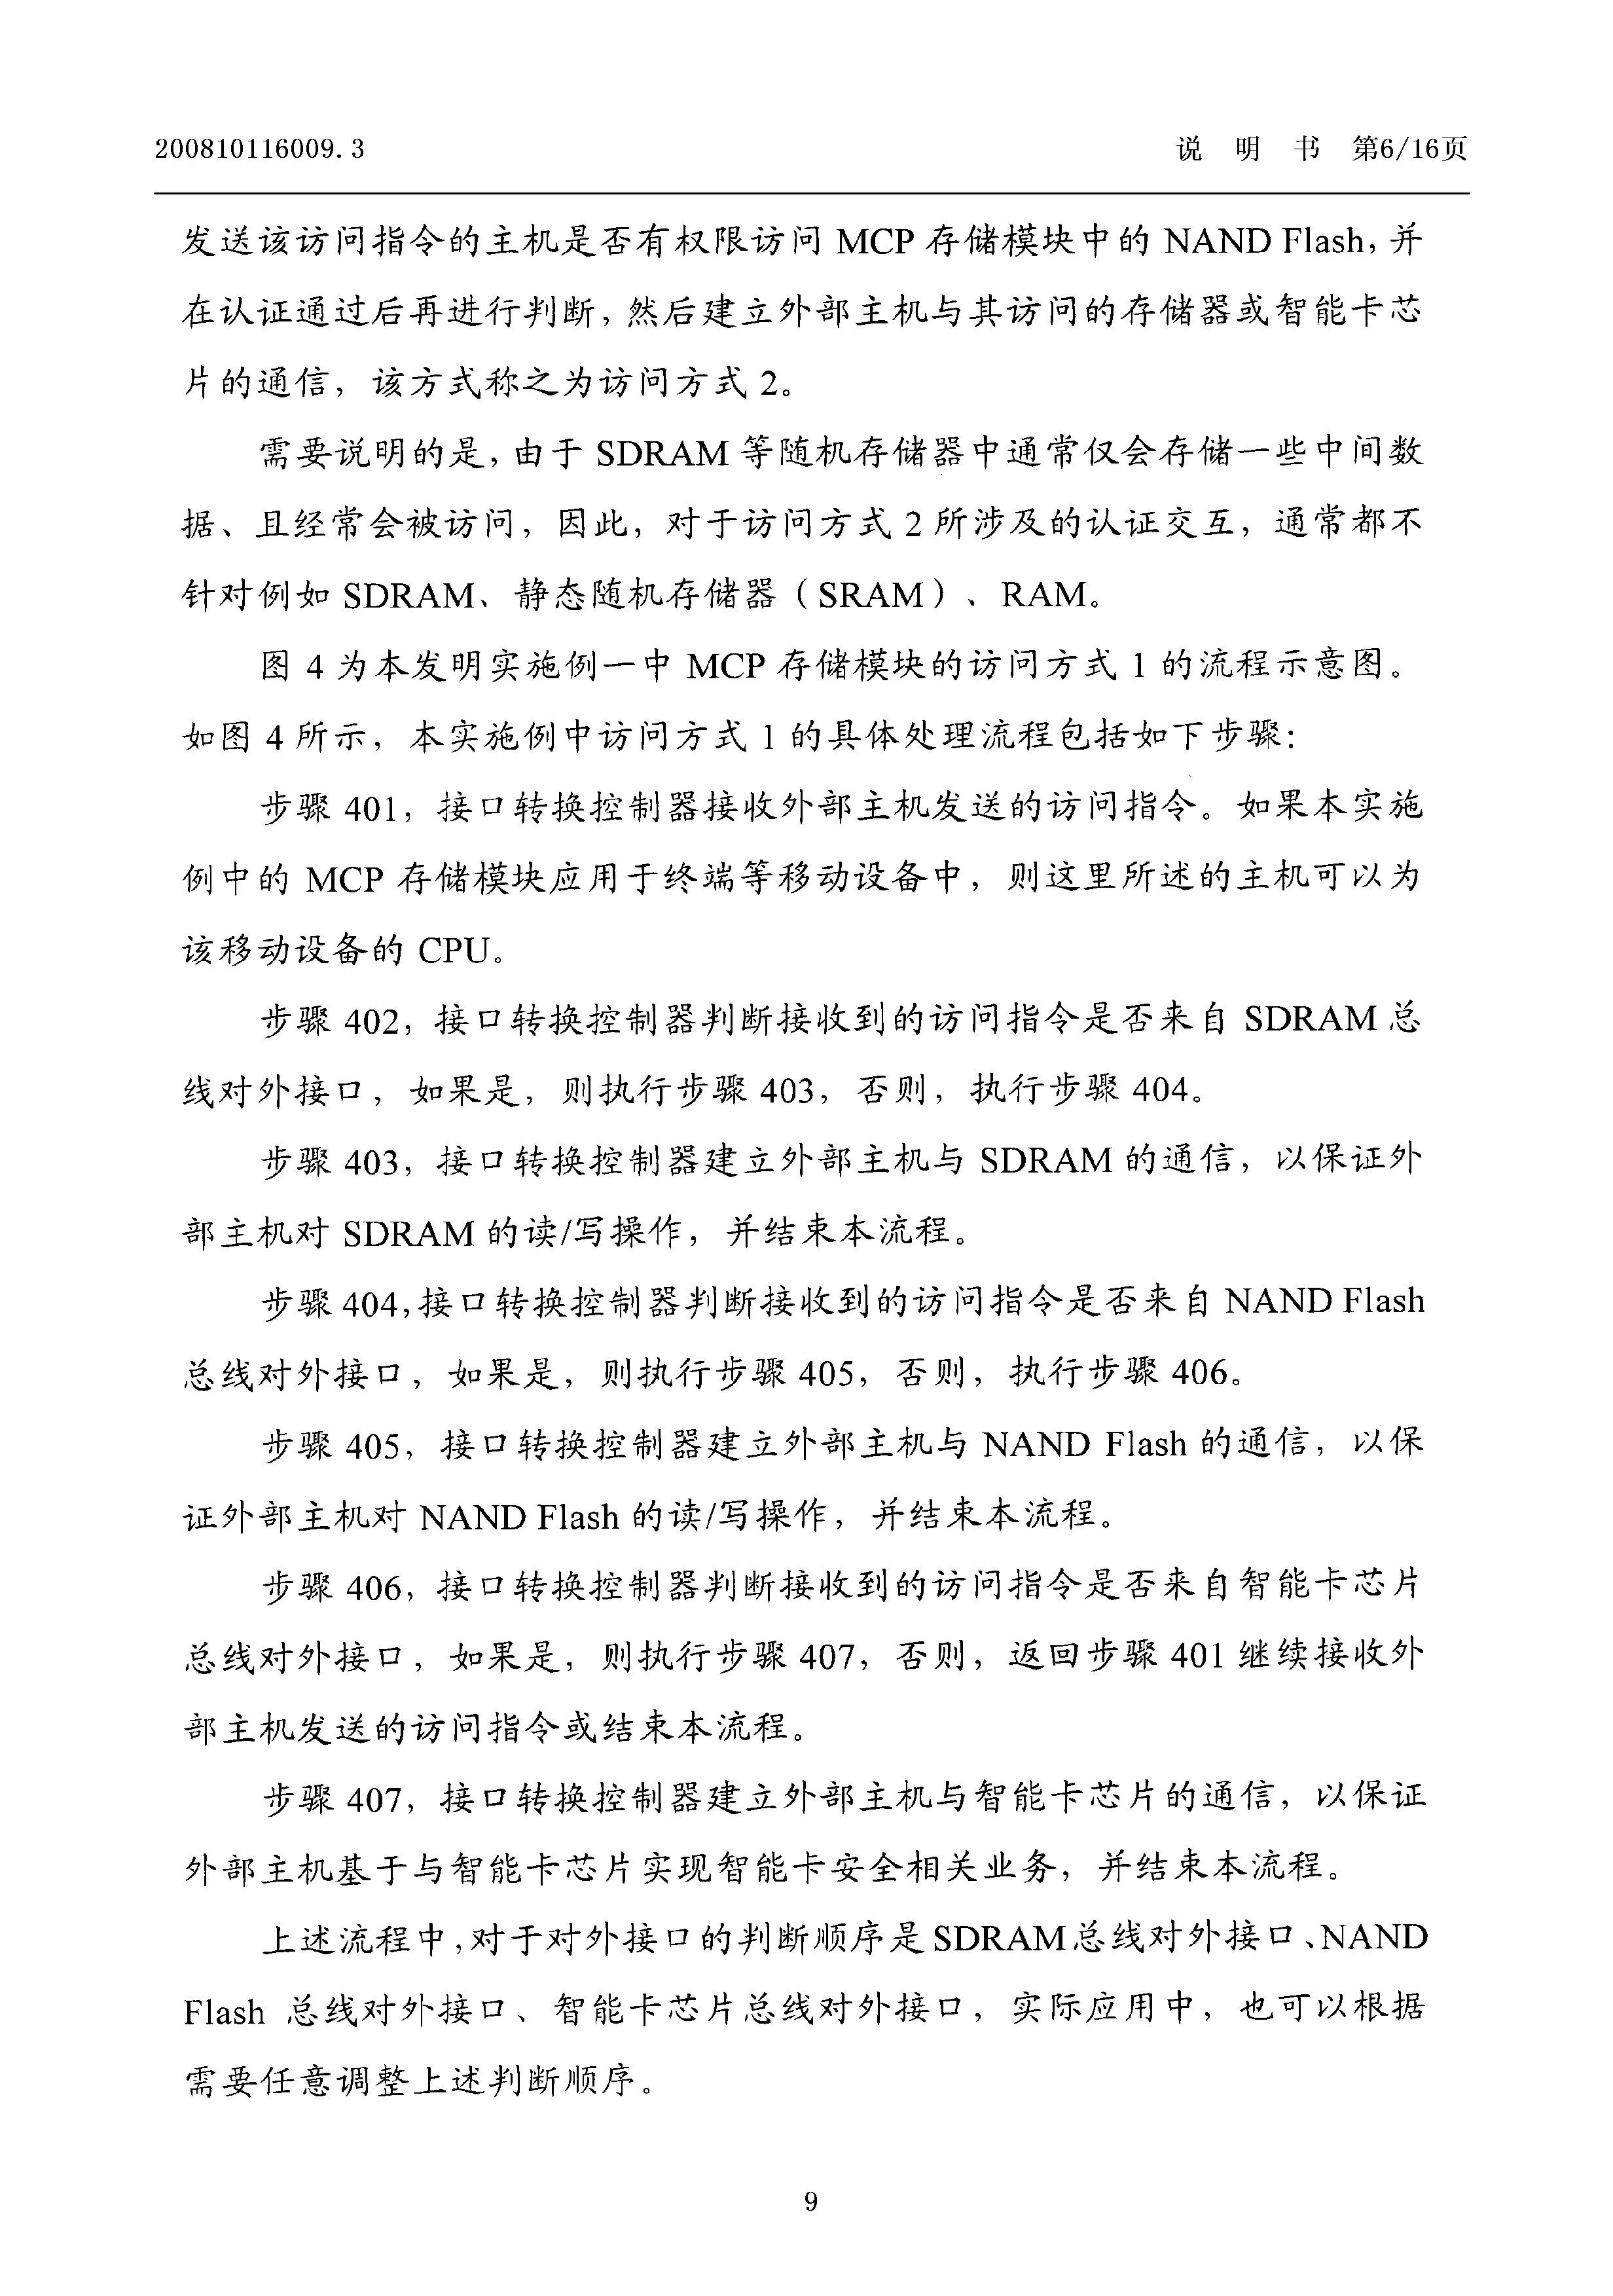 200810116009.3
说 明 书 第6/16页
发送该访问指令的主机是否有权限访问 MCP 存储模块中的 NAND Flash，并
在认证通过后再进行判断，然后建立外部主机与其访问的存储器或智能卡芯
片的通信，该方式称之为访问方式 2。
需要说明的是，由于 SDRAM 等随机存储器中通常仅会存储一些中间数
据、且经常会被访问，因此，对于访问方式 2 所涉及的认证交互，通常都不
针对例如 SDRAM、静态随机存储器（SRAM）、RAM。
图 4 为本发明实施例一中 MCP 存储模块的访问方式 1 的流程示意图。
如图 4 所示，本实施例中访问方式 1 的具体处理流程包括如下步骤：
步骤 401，接口转换控制器接收外部主机发送的访问指令。如果本实施
例中的 MCP 存储模块应用于终端等移动设备中，则这里所述的主机可以为
该移动设备的 CPU。
步骤 402，接口转换控制器判断接收到的访问指令是否来自 SDRAM 总
线对外接口，如果是，则执行步骤 403，否则，执行步骤 404。
步骤 403，接口转换控制器建立外部主机与 SDRAM 的通信，以保证外
部主机对 SDRAM 的读/写操作，并结束本流程。
步骤 404，接口转换控制器判断接收到的访问指令是否来自 NAND Flash
总线对外接口，如果是，则执行步骤 405，否则，执行步骤 406。
步骤 405，接口转换控制器建立外部主机与 NAND Flash 的通信，以保
证外部主机对 NAND Flash 的读/写操作，并结束本流程。
步骤 406，接口转换控制器判断接收到的访问指令是否来自智能卡芯片
总线对外接口，如果是，则执行步骤 407，否则，返回步骤 401 继续接收外
部主机发送的访问指令或结束本流程。
步骤 407，接口转换控制器建立外部主机与智能卡芯片的通信，以保证
外部主机基于与智能卡芯片实现智能卡安全相关业务，并结束本流程。
上述流程中，对于对外接口的判断顺序是 SDRAM 总线对外接口、NAND
Flash 总线对外接口、智能卡芯片总线对外接口，实际应用中，也可以根据
需要任意调整上述判断顺序。
9